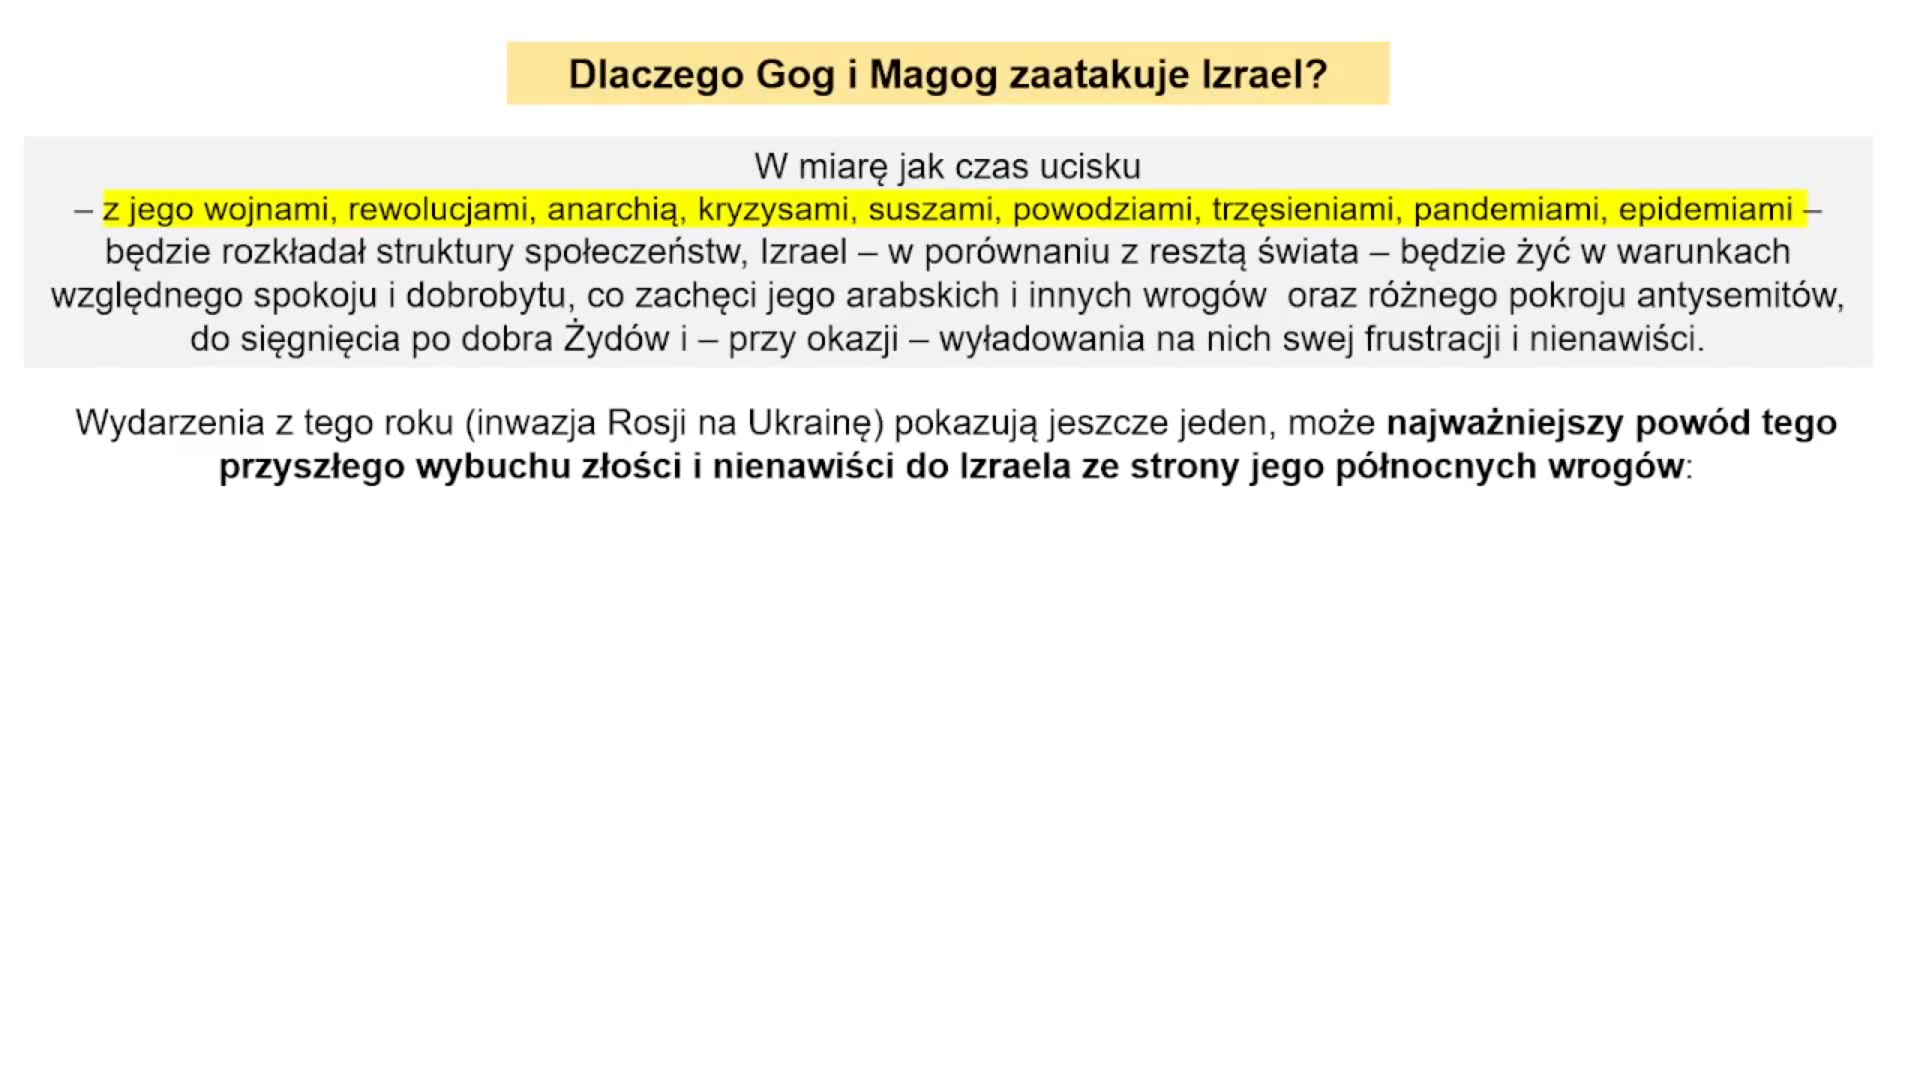 Dlaczego Gog i Magog zaatakuje Izrael?
W miarę jak czas ucisku
– z jego wojnami, rewolucjami, anarchią, kryzysami, suszami, powodziami, trzęsieniami, pandemiami, epidemiami –
będzie rozkładał struktury społeczeństw, Izrael – w porównaniu z resztą świata – będzie żyć w warunkach
względnego spokoju i dobrobytu, co zachęci jego arabskich i innych wrogów  oraz różnego pokroju antysemitów,
do sięgnięcia po dobra Żydów i – przy okazji – wyładowania na nich swej frustracji i nienawiści.
Wydarzenia z tego roku (inwazja Rosji na Ukrainę) pokazują jeszcze jeden, może najważniejszy powód tego
przyszłego wybuchu złości i nienawiści do Izraela ze strony jego północnych wrogów: